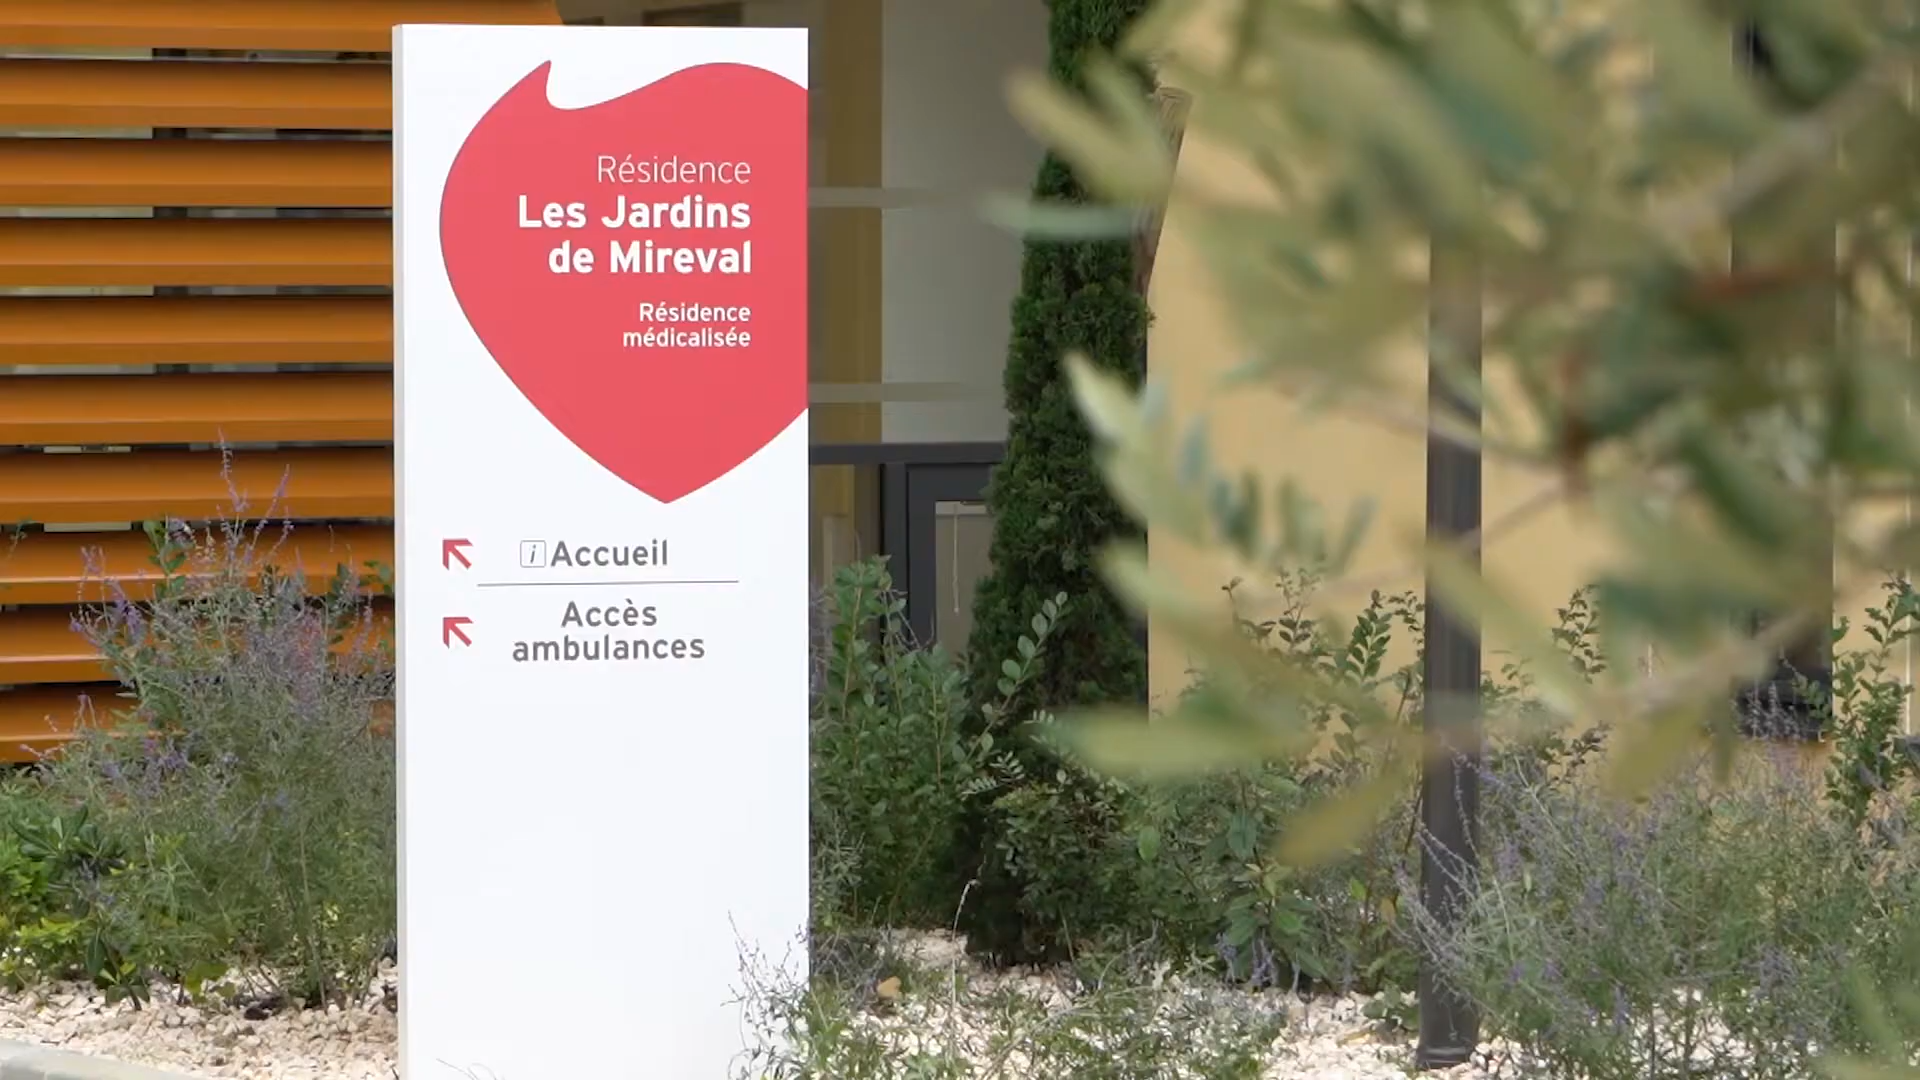 Résidence
Les Jardins
de Mireval
Résidence
médicalisée
i Accueil
Accès
ambulances